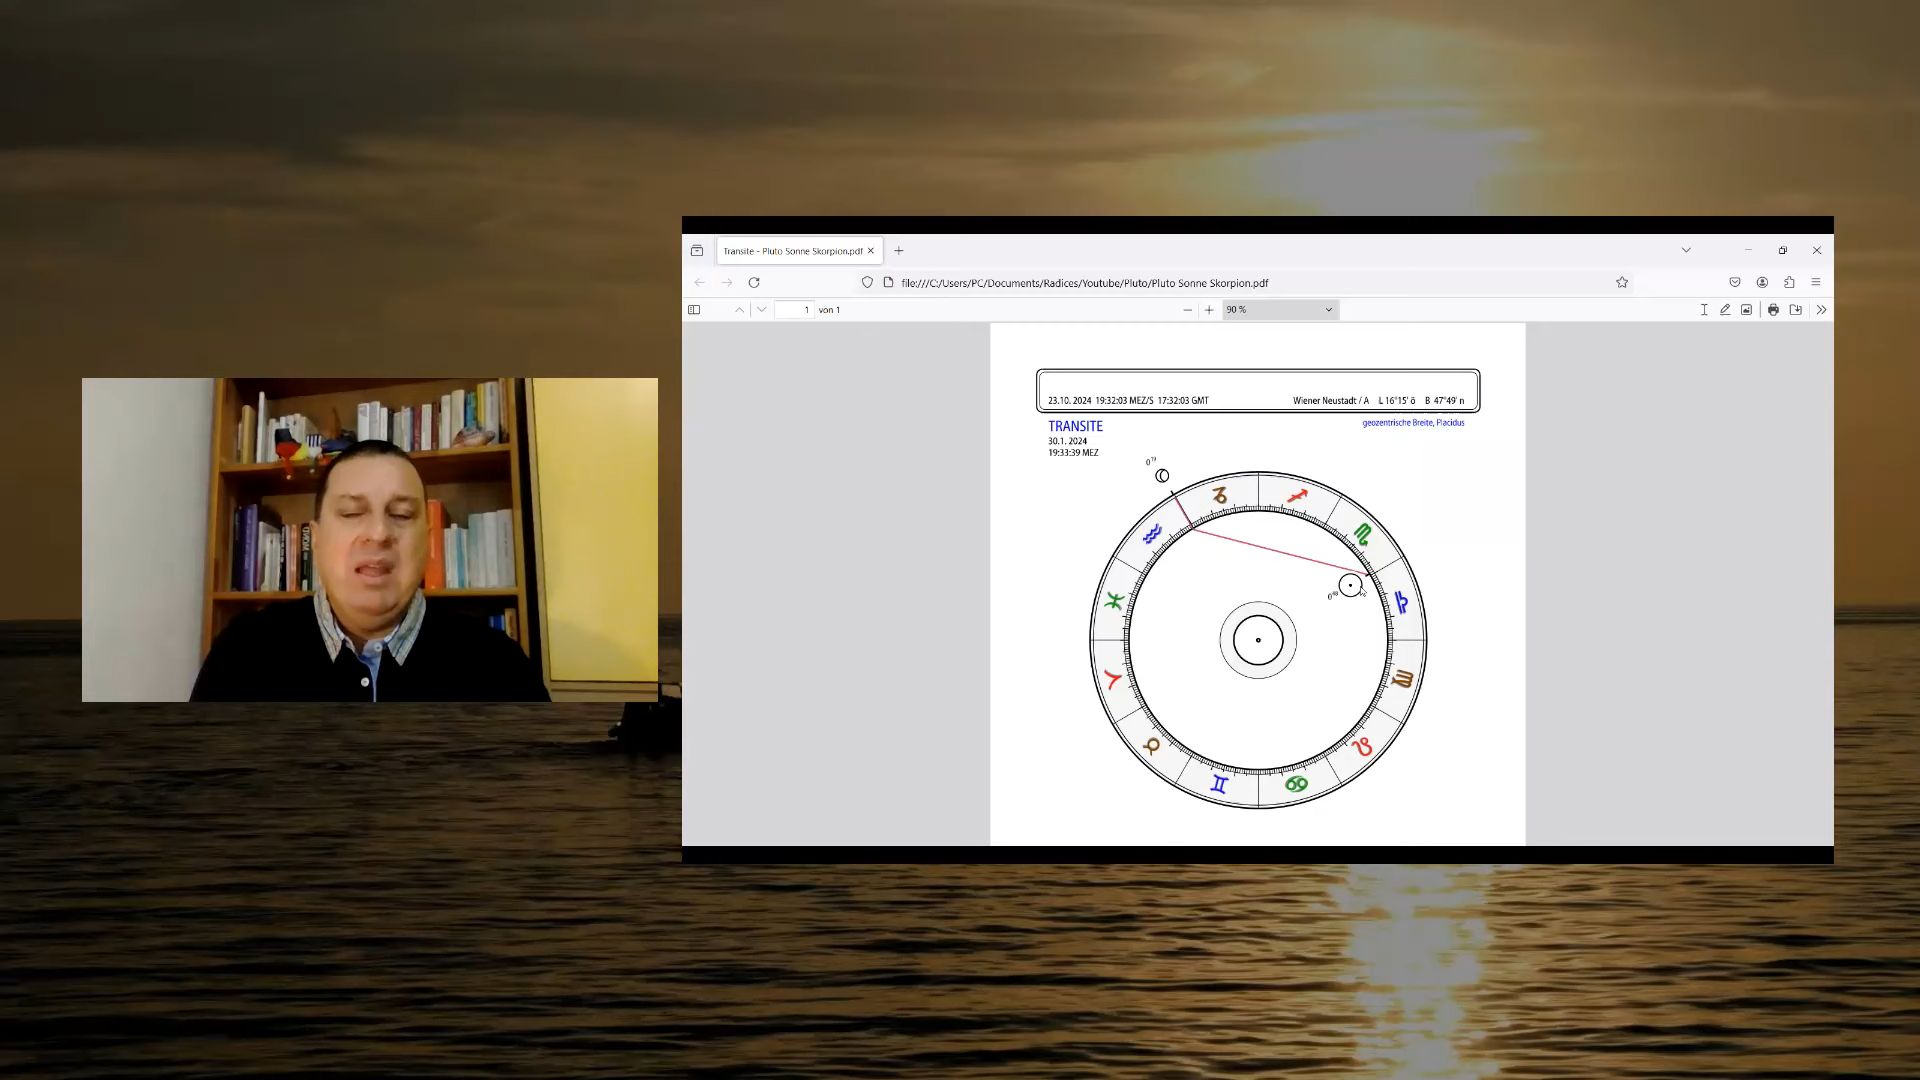 Transite - Pluto Sonne Skorpion.pdf
file:///C:/Users/PC/Documents/Radices/Youtube/Pluto/Pluto Sonne Skorpion.pdf
1 von 1
90 %
23.10. 2024 19:32:03 MEZ/S 17:32:03 GMT
Wiener Neustadt / A L 16°15' ö B 47°49' n
TRANSITE
geozentrische Breite, Placidus
30.1. 2024
19:33:39 MEZ
0¹⁹